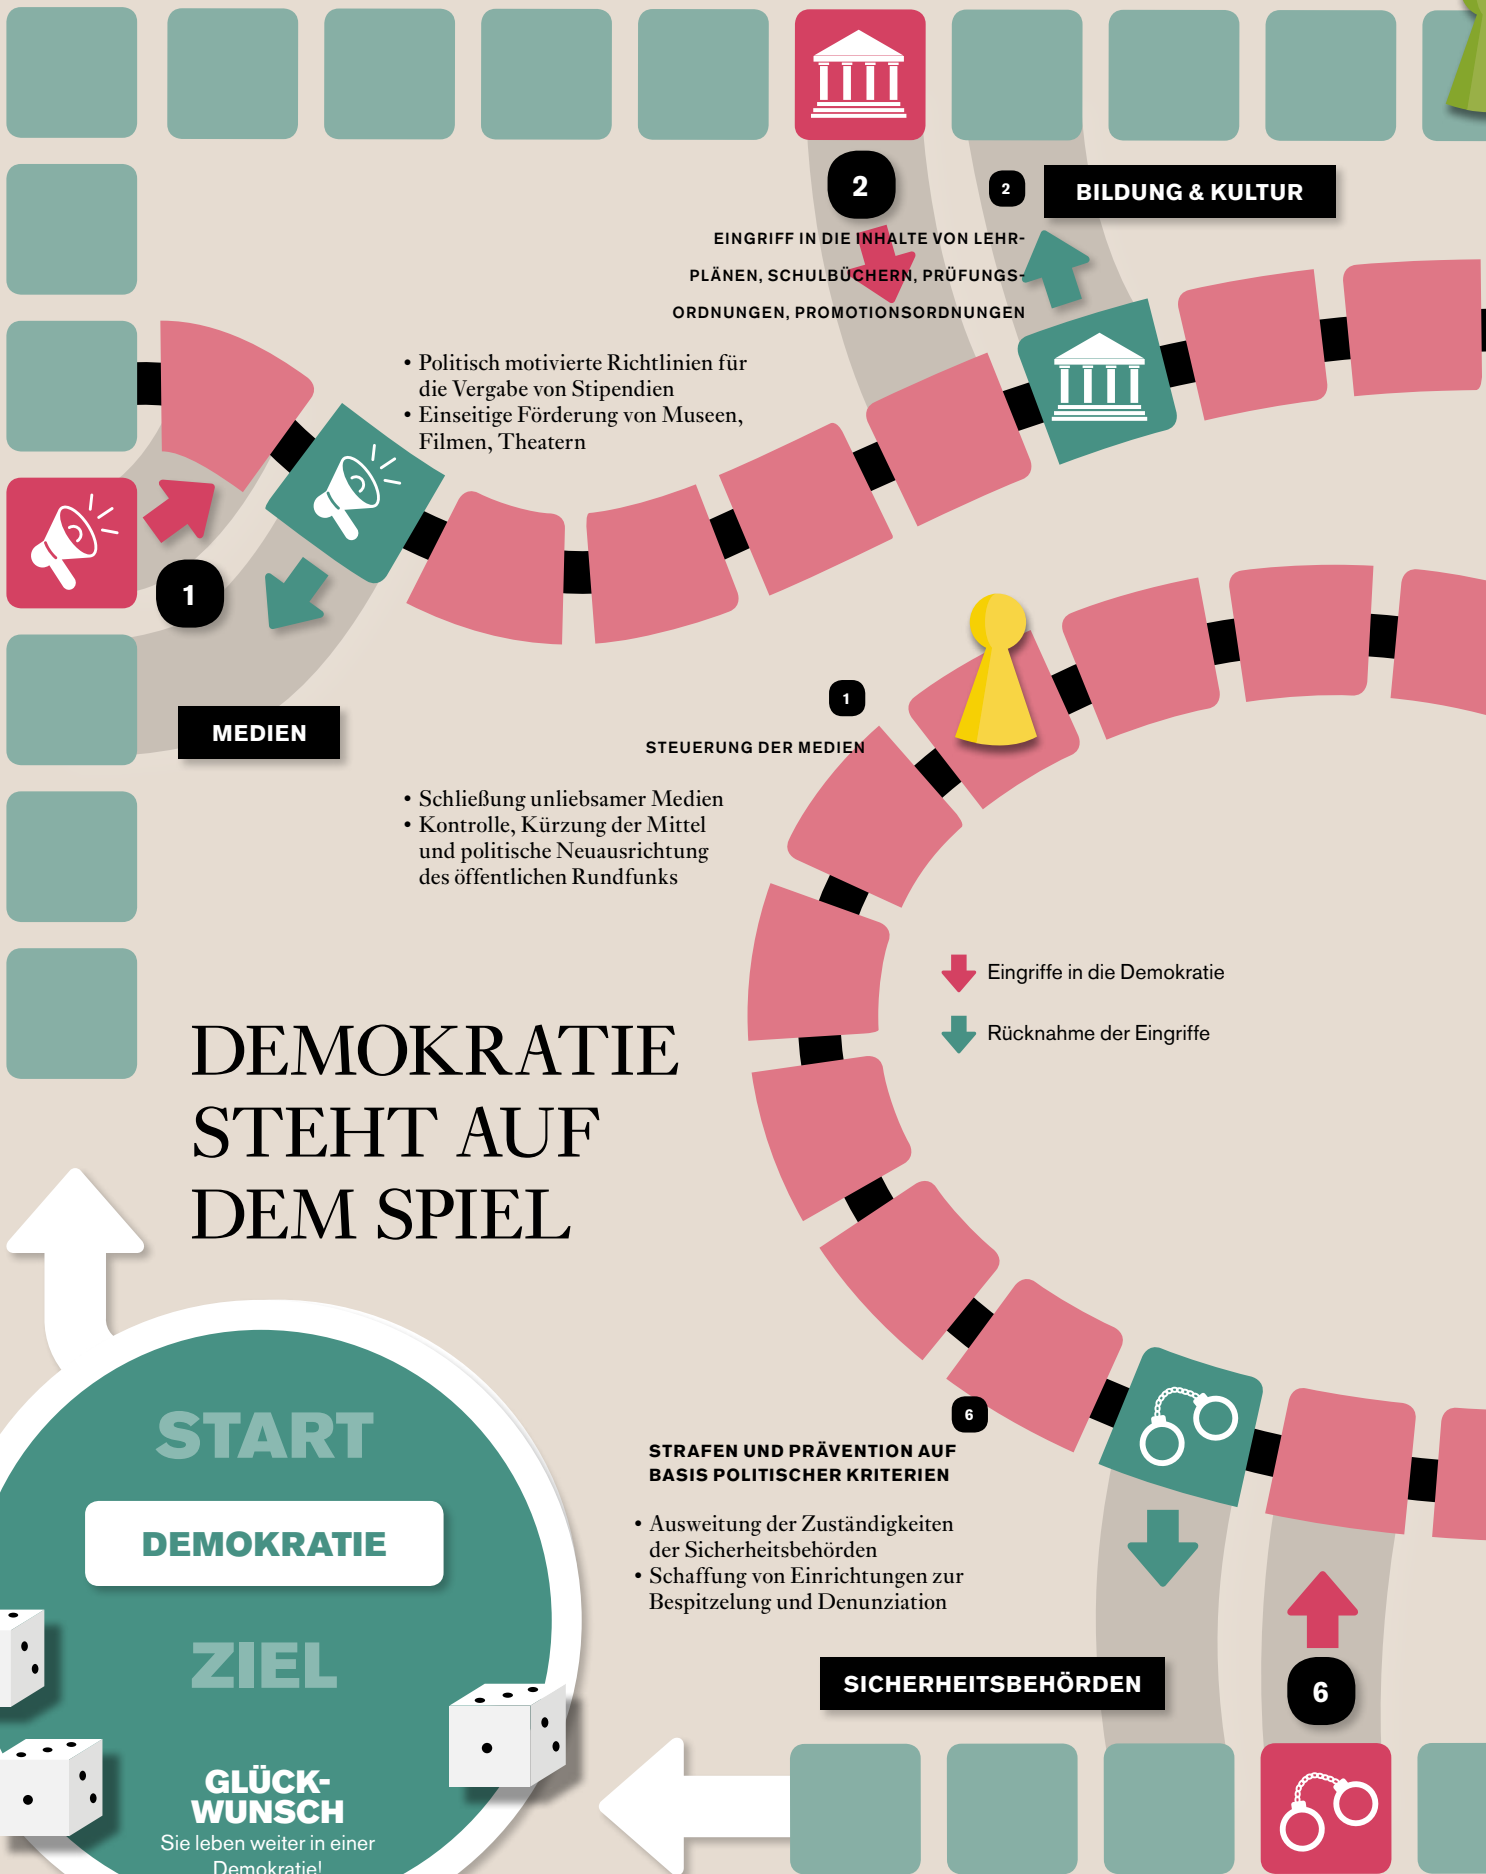 2
2
BILDUNG & KULTUR
EINGRIFF IN DIE INHALTE VON LEHR-
PLÄNEN, SCHULBÜCHERN, PRÜFUNGS-
ORDNUNGEN, PROMOTIONSORDNUNGEN
• Politisch motivierte Richtlinien für
die Vergabe von Stipendien
• Einseitige Förderung von Museen,
Filmen, Theatern
1
MEDIEN
1
STEUERUNG DER MEDIEN
• Schließung unliebsamer Medien
• Kontrolle, Kürzung der Mittel
und politische Neuausrichtung
des öffentlichen Rundfunks
Eingriffe in die Demokratie
Rücknahme der Eingriffe
DEMOKRATIE
STEHT AUF
DEM SPIEL
6
STRAFEN UND PRÄVENTION AUF
BASIS POLITISCHER KRITERIEN
• Ausweitung der Zuständigkeiten
der Sicherheitsbehörden
• Schaffung von Einrichtungen zur
Bespitzelung und Denunziation
SICHERHEITSBEHÖRDEN
6
START
DEMOKRATIE
ZIEL
GLÜCK-
WUNSCH
Sie leben weiter in einer
Demokratie!